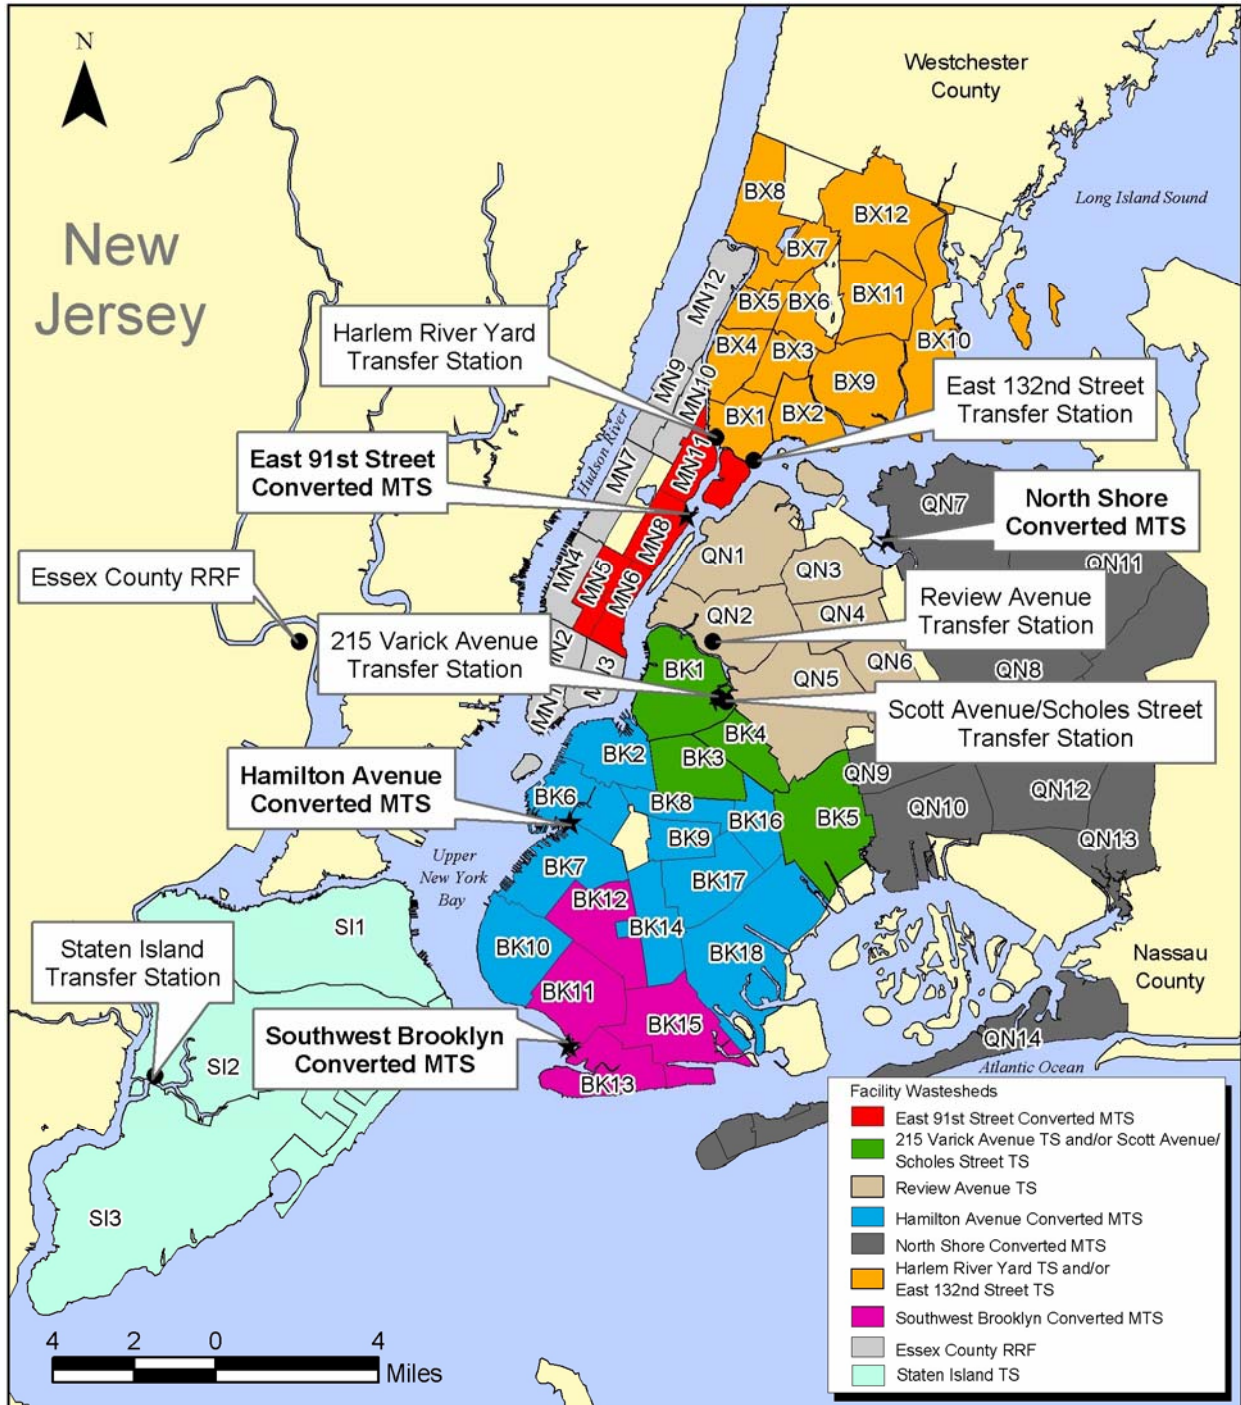 N
Westchester
County
Long Island Sound
New
Jersey
BX8
BX12
BX7
MN12
BX5
BX6
BX11
Harlem River Yard
Transfer Station
BX4
BX3
BX10
MN9
MN10
BX9
East 132nd Street
Transfer Station
BX1
BX2
Hudson River
East 91st Street
Converted MTS
MN11
MN7
QN7
North Shore
Converted MTS
MN8
QN1
QN3
QN11
MN4
MN5
MN6
Essex County RRF
QN2
QN4
Review Avenue
Transfer Station
215 Varick Avenue
Transfer Station
BK1
QN6
QN8
QN5
Scott Avenue/Scholes Street
Transfer Station
BK4
BK2
BK3
QN9
Hamilton Avenue
Converted MTS
BK6
BK8
BK16
QN10
QN12
BK9
BK5
QN13
Upper
New York
Bay
BK7
BK17
BK12
SI1
BK14
BK10
BK18
Staten Island
Transfer Station
Nassau
County
BK11
BK15
Southwest Brooklyn
Converted MTS
QN14
SI2
Atlantic Ocean
BK13
SI3
Facility Wastesheds
East 91st Street Converted MTS
215 Varick Avenue TS and/or Scott Avenue/
Scholes Street TS
Review Avenue TS
Hamilton Avenue Converted MTS
North Shore Converted MTS
Harlem River Yard TS and/or
East 132nd Street TS
Southwest Brooklyn Converted MTS
Essex County RRF
Staten Island TS
4 2 0 4
Miles